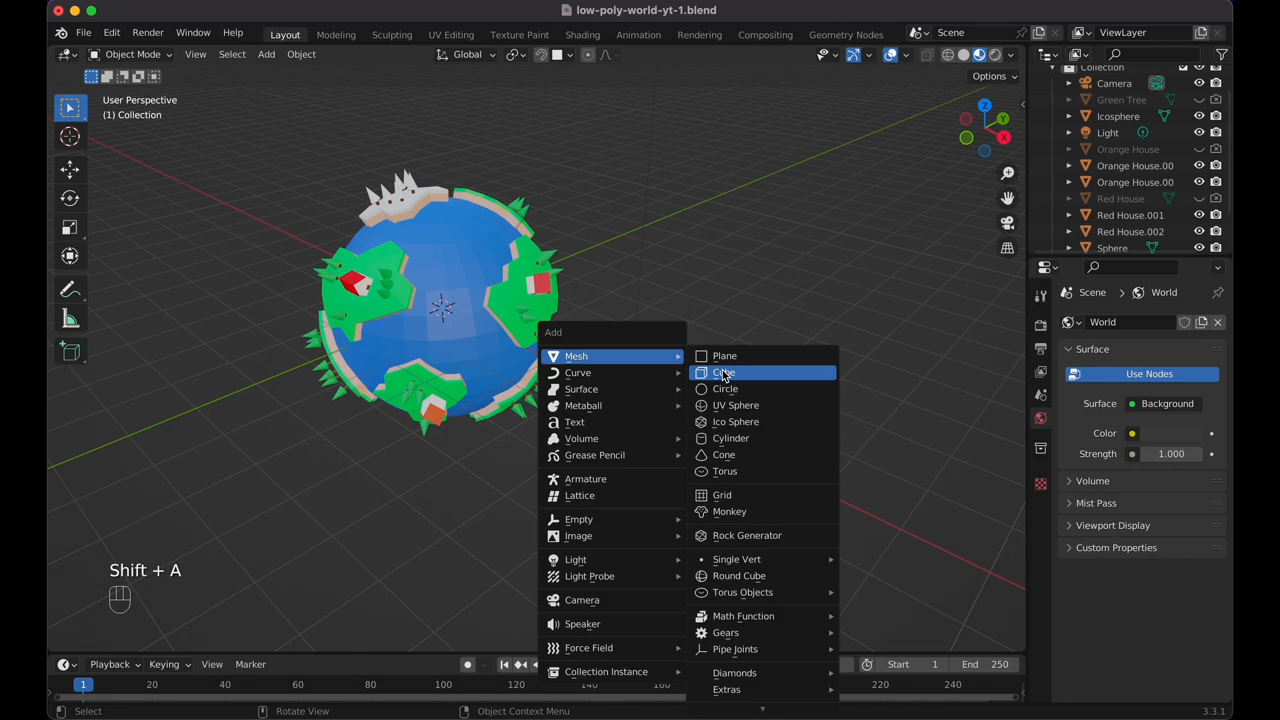 low-poly-world-yt-1.blend
File Edit Render Window Help Layout Modeling Sculpting UV Editing Texture Paint Shading Animation Rendering Compositing Geometry Nodes Scene ViewLayer
Object Mode View Select Add Object Global
Options
User Perspective
(1) Collection
Z
Y
X
Collection
Camera
Green Tree
Icosphere
Light
Orange House
Orange House.00
Orange House.00
Red House
Red House.001
Red House.002
Sphere
Scene > World
World
Surface
Use Nodes
Surface Background
Color
Strength 1.000
Volume
Mist Pass
Viewport Display
Custom Properties
Add
Mesh
Curve
Surface
Metaball
Text
Volume
Grease Pencil
Armature
Lattice
Empty
Image
Light
Light Probe
Camera
Speaker
Force Field
Collection Instance
Plane
Cube
Circle
UV Sphere
Ico Sphere
Cylinder
Cone
Torus
Grid
Monkey
Rock Generator
Single Vert
Round Cube
Torus Objects
Math Function
Gears
Pipe Joints
Diamonds
Extras
Shift + A
Playback Keying View Marker Start 1 End 250
1 20 40 60 80 100 120 140 160 220 240
Select Rotate View Object Context Menu 3.3.1